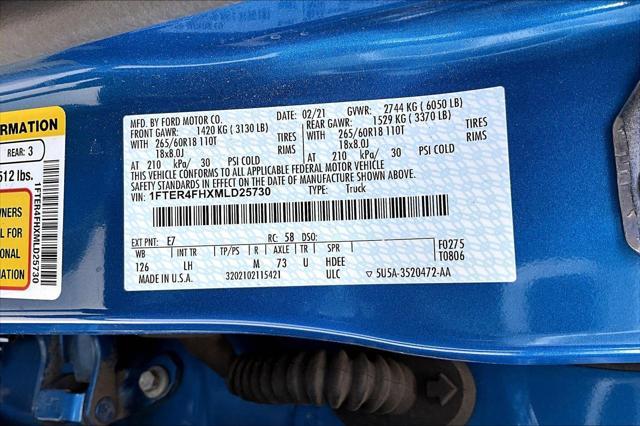 FORMATION
REAR: 3
512 lbs.
1FTER4FHXMLD25730
WNERS
L FOR
ONAL
ATION
MFD. BY FORD MOTOR CO.
DATE: 02/21 GVWR: 2744 KG (6050 LB)
FRONT GAWR: 1420 KG (3130 LB)
REAR GAWR: 1529 KG (3370 LB)
WITH 265/60R18 110T TIRES
WITH 265/60R18 110T TIRES
18x8.0J RIMS
18x8.0J RIMS
AT 210 kPa/ 30 PSI COLD
AT 210 kPa/ 30 PSI COLD
THIS VEHICLE CONFORMS TO ALL APPLICABLE FEDERAL MOTOR VEHICLE
SAFETY STANDARDS IN EFFECT ON THE DATE OF MANUFACTURE SHOWN ABOVE.
VIN: 1FTER4FHXMLD25730
TYPE: Truck
EXT PNT: E7 RC: 58 DSO: F0275
WB INT TR TP/PS R AXLE TR SPR T0806
126 LH M 73 U HDEE
MADE IN U.S.A. 3202102115421 ULC 5U5A-3520472-AA